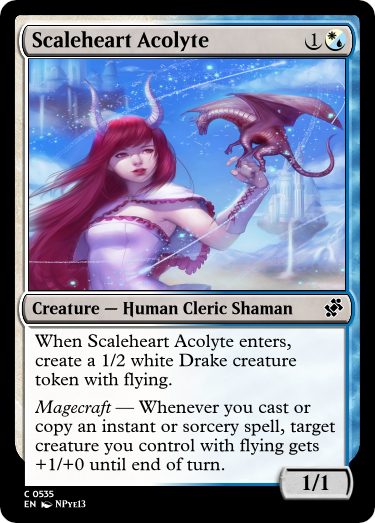 Scaleheart Acolyte 1
Creature — Human Cleric Shaman
When Scaleheart Acolyte enters,
create a 1/2 white Drake creature
token with flying.
Magecraft — Whenever you cast or
copy an instant or sorcery spell, target
creature you control with flying gets
+1/+0 until end of turn.
1/1
C 0535
EN NPye13